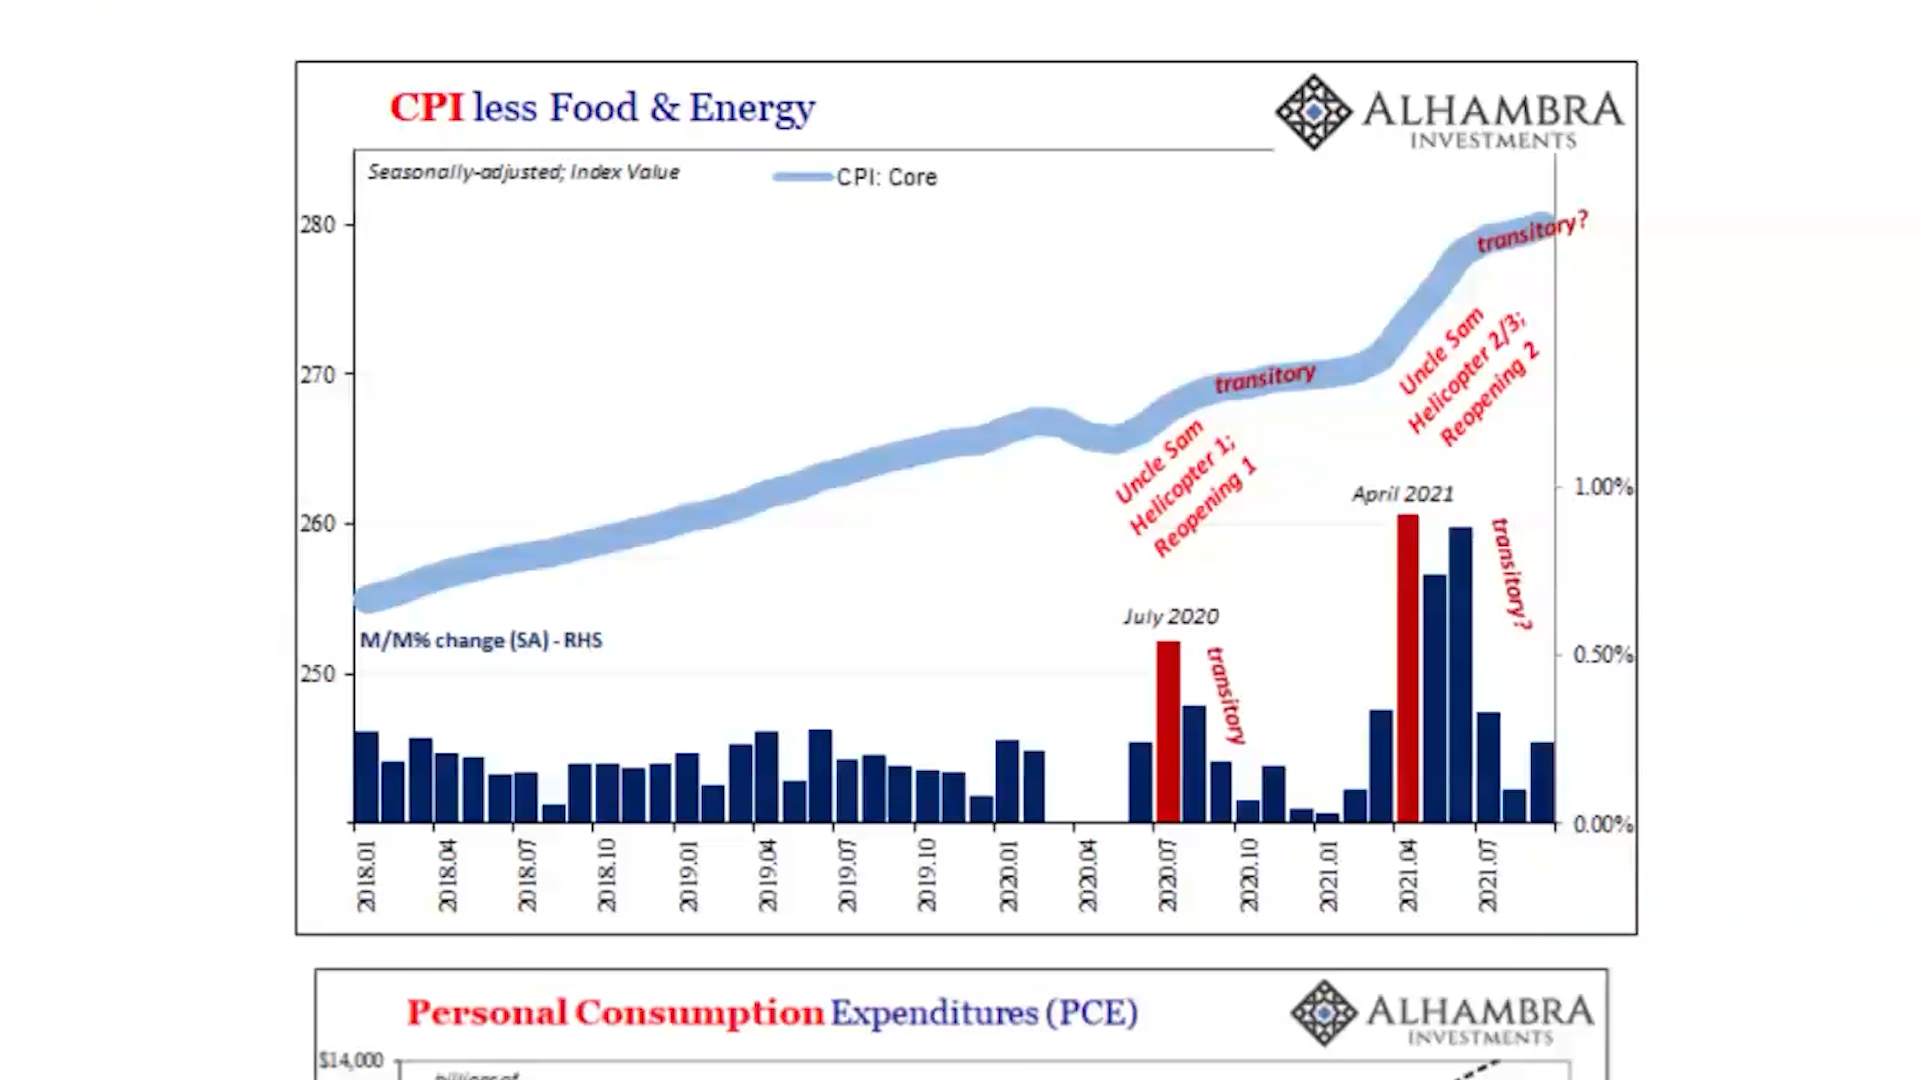 CPI less Food & Energy
ALHAMBRA
INVESTMENTS
Seasonally-adjusted; Index Value
CPI: Core
280
270
260
250
transitory?
transitory
Uncle Sam
Helicopter 2/3;
Reopening 2
Uncle Sam
Helicopter 1;
Reopening 1
April 2021
July 2020
transitory?
transitory
M/M% change (SA) - RHS
1.00%
0.50%
0.00%
2018.01
2018.04
2018.07
2018.10
2019.01
2019.04
2019.07
2019.10
2020.01
2020.04
2020.07
2020.10
2021.01
2021.04
2021.07
Personal Consumption Expenditures (PCE)
ALHAMBRA
INVESTMENTS
$14,000
billions of